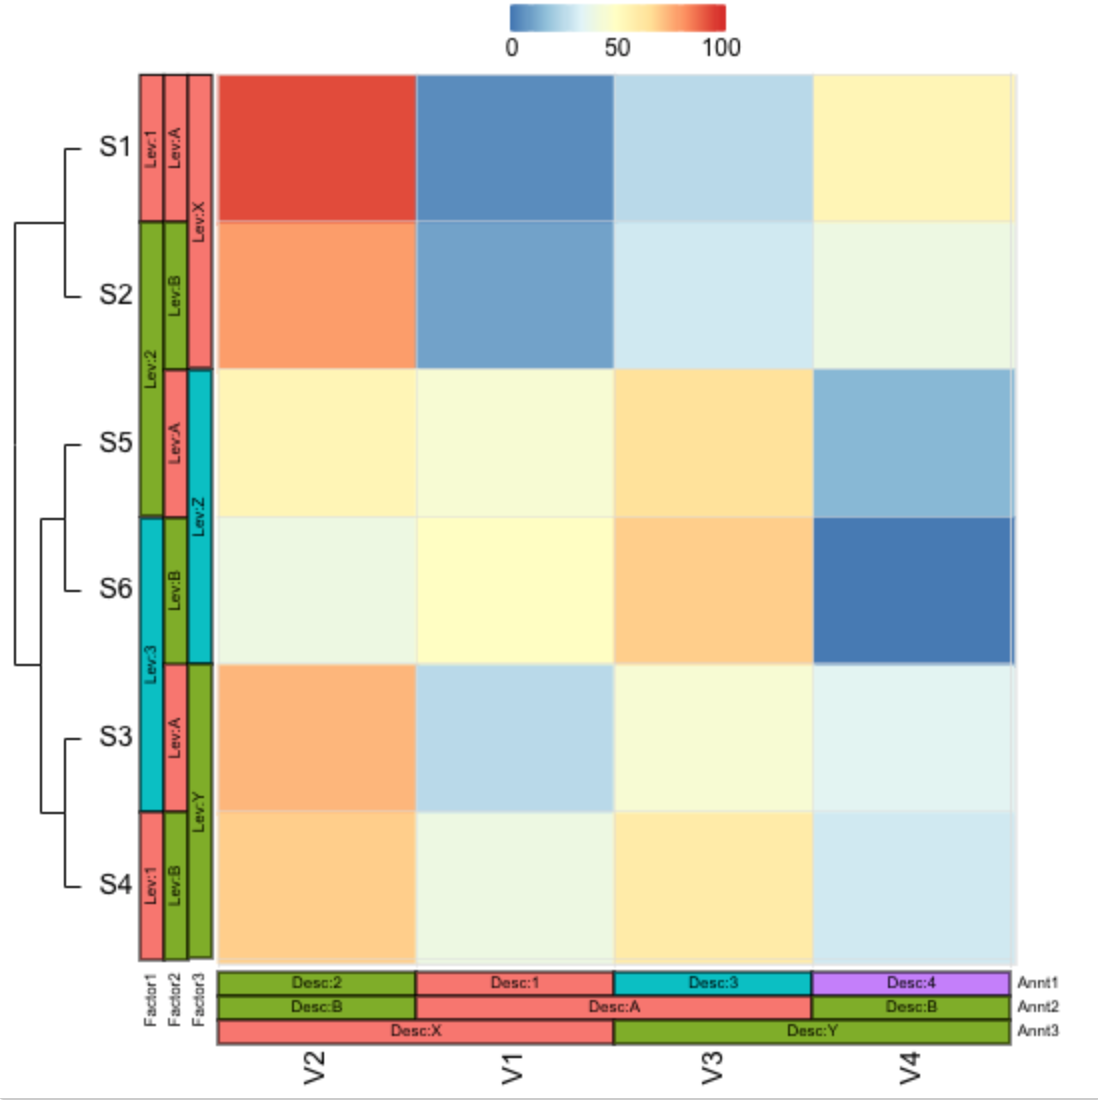 0 50 100
S1
S2
S5
S6
S3
S4
Lev:1
Lev:2
Lev:3
Lev:1
Lev:A
Lev:B
Lev:A
Lev:B
Lev:A
Lev:B
Lev:X
Lev:Z
Lev:Y
Factor1
Factor2
Factor3
Desc:2 Desc:1 Desc:3 Desc:4 Annt1
Desc:B Desc:A Desc:B Annt2
Desc:X Desc:Y Annt3
V2 V1 V3 V4